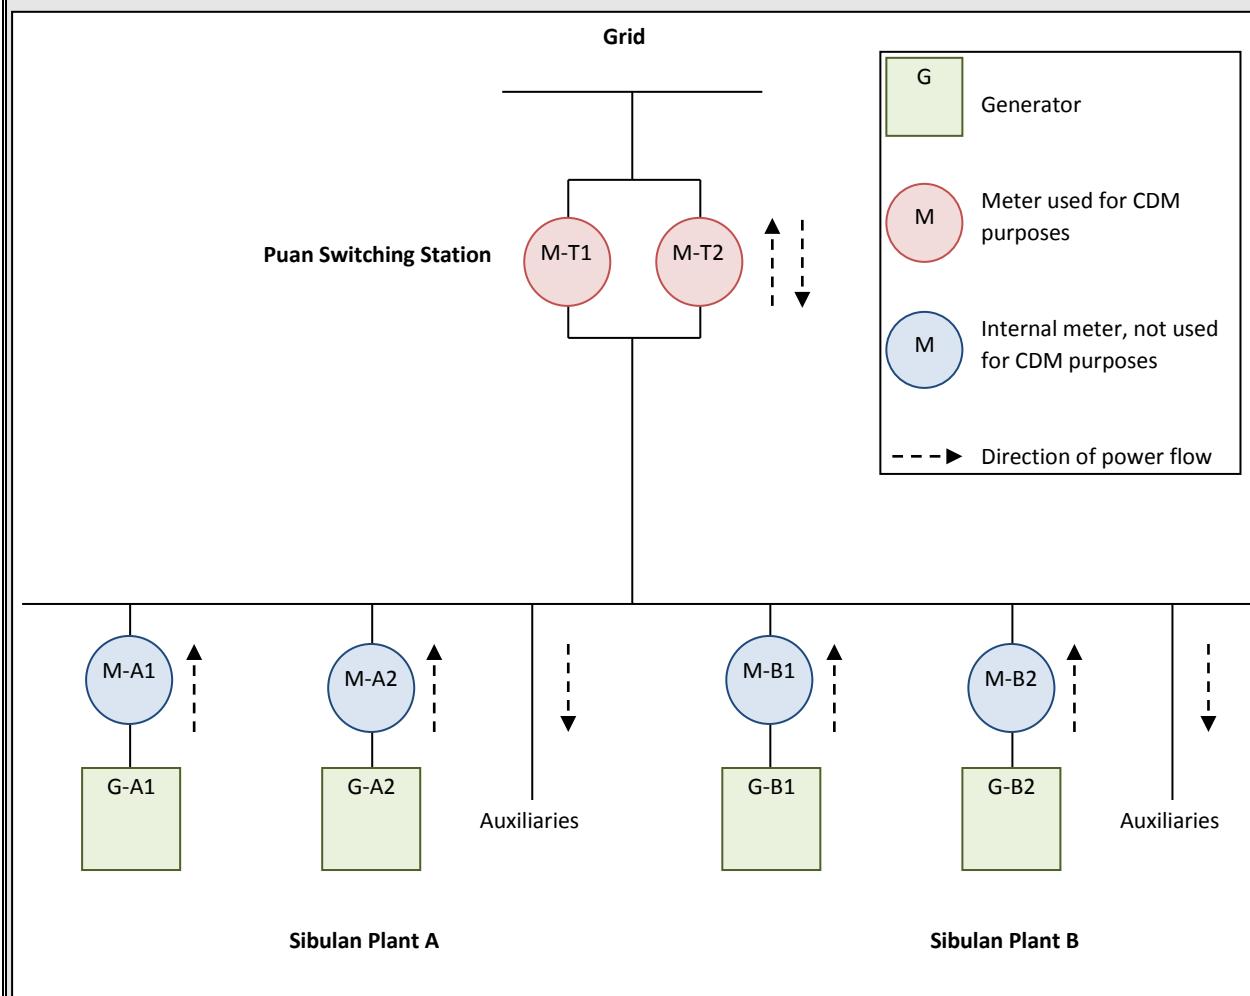 Grid
G
Generator
M
Meter used for CDM
purposes
Puan Switching Station
M-T1
M-T2
M
Internal meter, not used
for CDM purposes
Direction of power flow
M-A1
M-A2
M-B1
M-B2
G-A1
G-A2
G-B1
G-B2
Auxiliaries
Auxiliaries
Sibulan Plant A
Sibulan Plant B